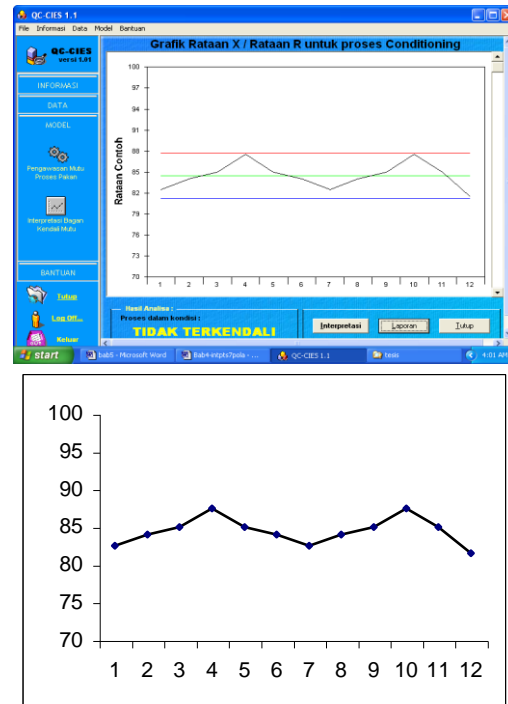 QC-CIES 1.1
File Informasi Data Model Bantuan
QC-CIES
versi 1.01
INFORMASI
DATA
MODEL
Pengawasan Mutu
Proses Pakan
Interpretasi Bagan
Kendali Mutu
BANTUAN
Tutup
Log Off...
Keluar
Grafik Rataan X / Rataan R untuk proses Conditioning
Rataan Contoh
100
97
94
91
88
85
82
79
76
73
70
1 2 3 4 5 6 7 8 9 10 11 12
Hasil Analisa :
Proses dalam kondisi :
TIDAK TERKENDALI
Interpretasi Laporan Tutup
start bab5 - Microsoft Word Bab4-intpts7pola - ... QC-CIES 1.1 tesis 4:01 AM
100
95
90
85
80
75
70
1 2 3 4 5 6 7 8 9 10 11 12